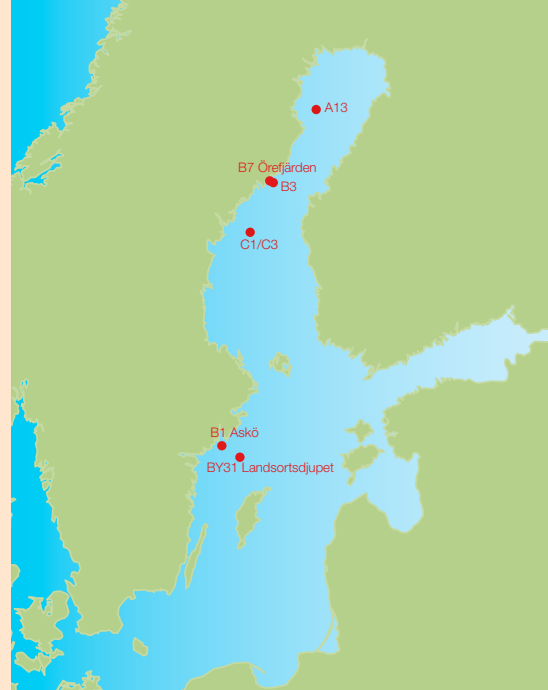 A13
B7 Örefjärden
B3
C1/C3
B1 Askö
BY31 Landsortsdjupet